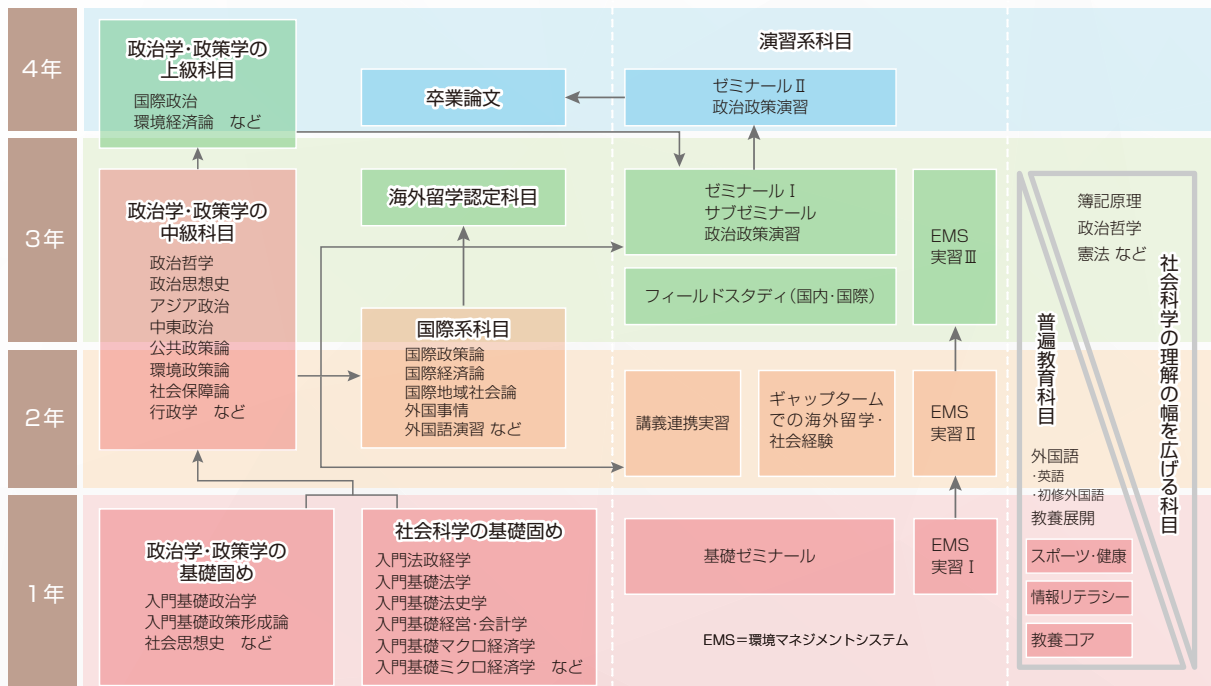 4年
政治学・政策学の
上級科目
国際政治
環境経済論　など
卒業論文
演習系科目
ゼミナールⅡ
政治政策演習
3年
政治学・政策学の
中級科目
政治哲学
政治思想史
アジア政治
中東政治
公共政策論
環境政策論
社会保障論
行政学　など
海外留学認定科目
国際系科目
国際政策論
国際経済論
国際地域社会論
外国事情
外国語演習 など
ゼミナールⅠ
サブゼミナール
政治政策演習
フィールドスタディ（国内・国際）
EMS
実習Ⅲ
2年
講義連携実習
ギャップターム
での海外留学・
社会経験
EMS
実習Ⅱ
1年
政治学・政策学の
基礎固め
入門基礎政治学
入門基礎政策形成論
社会思想史　など
社会科学の基礎固め
入門法政経学
入門基礎法学
入門基礎法史学
入門基礎経営・会計学
入門基礎マクロ経済学
入門基礎ミクロ経済学　など
基礎ゼミナール
EMS
実習Ⅰ
EMS＝環境マネジメントシステム
簿記原理
政治哲学
憲法 など
社会科学の理解の幅を広げる科目
普遍教育科目
外国語
・英語
・初修外国語
教養展開
スポーツ・健康
情報リテラシー
教養コア